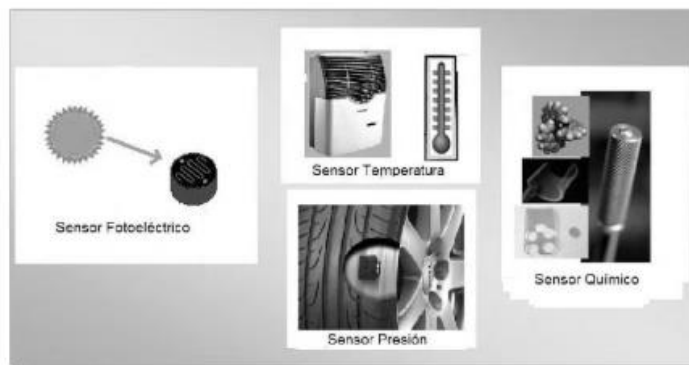 Sensor Fotoeléctrico
Sensor Temperatura
Sensor Presión
Sensor Químico